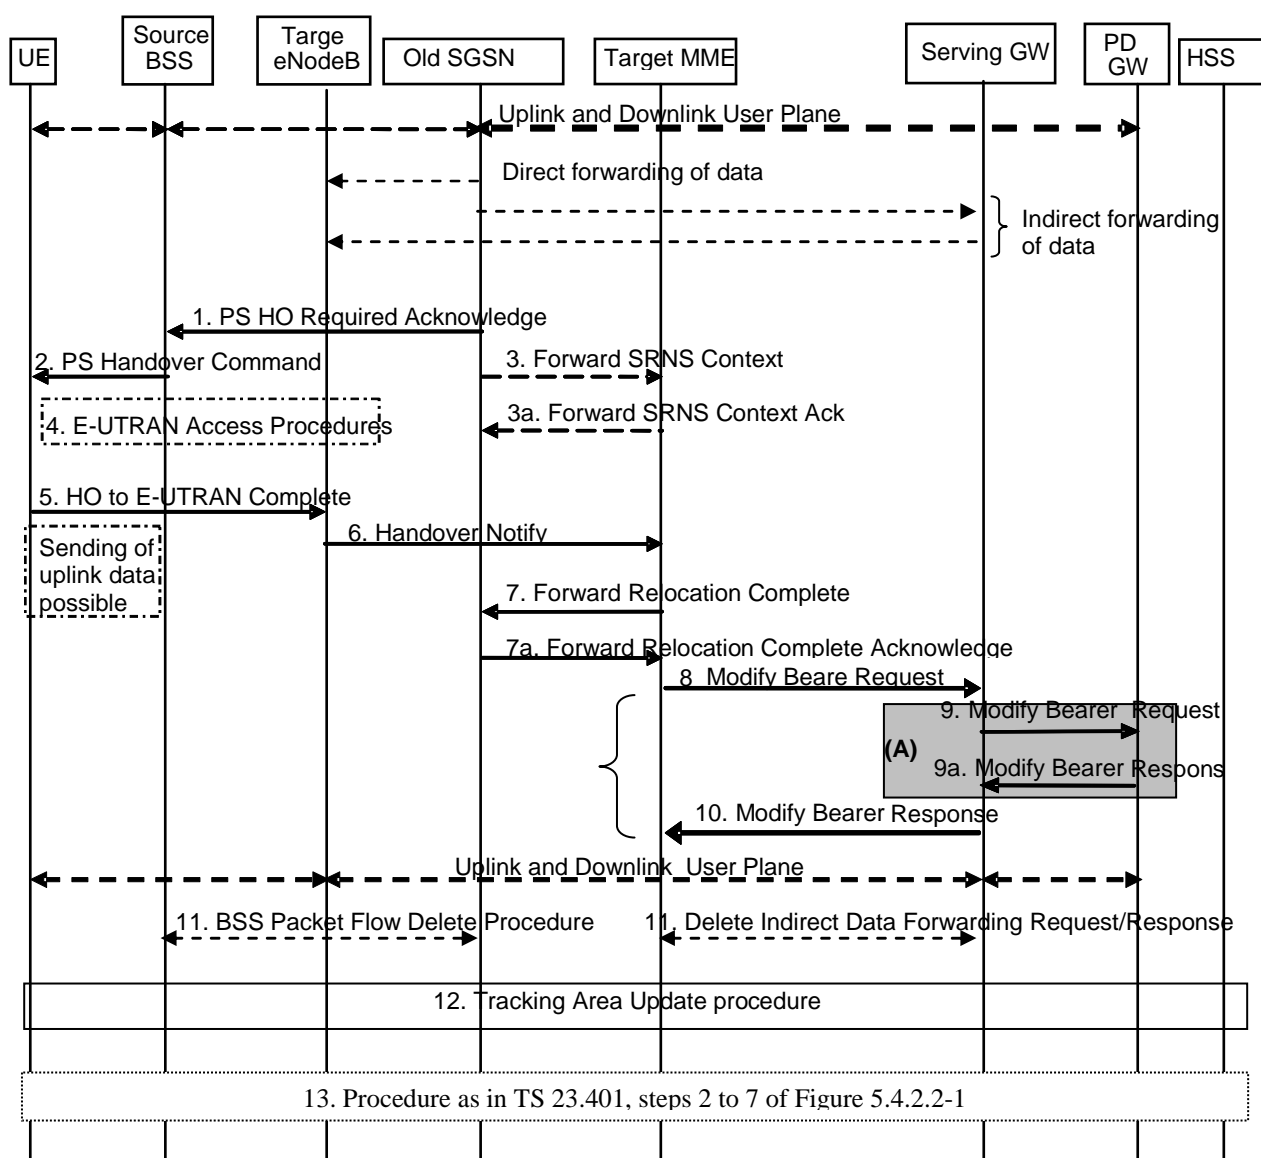 UE
Source
BSS
Targe
eNodeB
Old SGSN
Target MME
Serving GW
PD
GW
HSS
Uplink and Downlink User Plane
Direct forwarding of data
Indirect forwarding
of data
1. PS HO Required Acknowledge
2. PS Handover Command
3. Forward SRNS Context
4. E-UTRAN Access Procedures
3a. Forward SRNS Context Ack
5. HO to E-UTRAN Complete
6. Handover Notify
Sending of
uplink data
possible
7. Forward Relocation Complete
7a. Forward Relocation Complete Acknowledge
8 Modify Beare Request
9. Modify Bearer Request
(A)
9a. Modify Bearer Respons
10. Modify Bearer Response
Uplink and Downlink User Plane
11. BSS Packet Flow Delete Procedure
11. Delete Indirect Data Forwarding Request/Response
12. Tracking Area Update procedure
13. Procedure as in TS 23.401, steps 2 to 7 of Figure 5.4.2.2-1